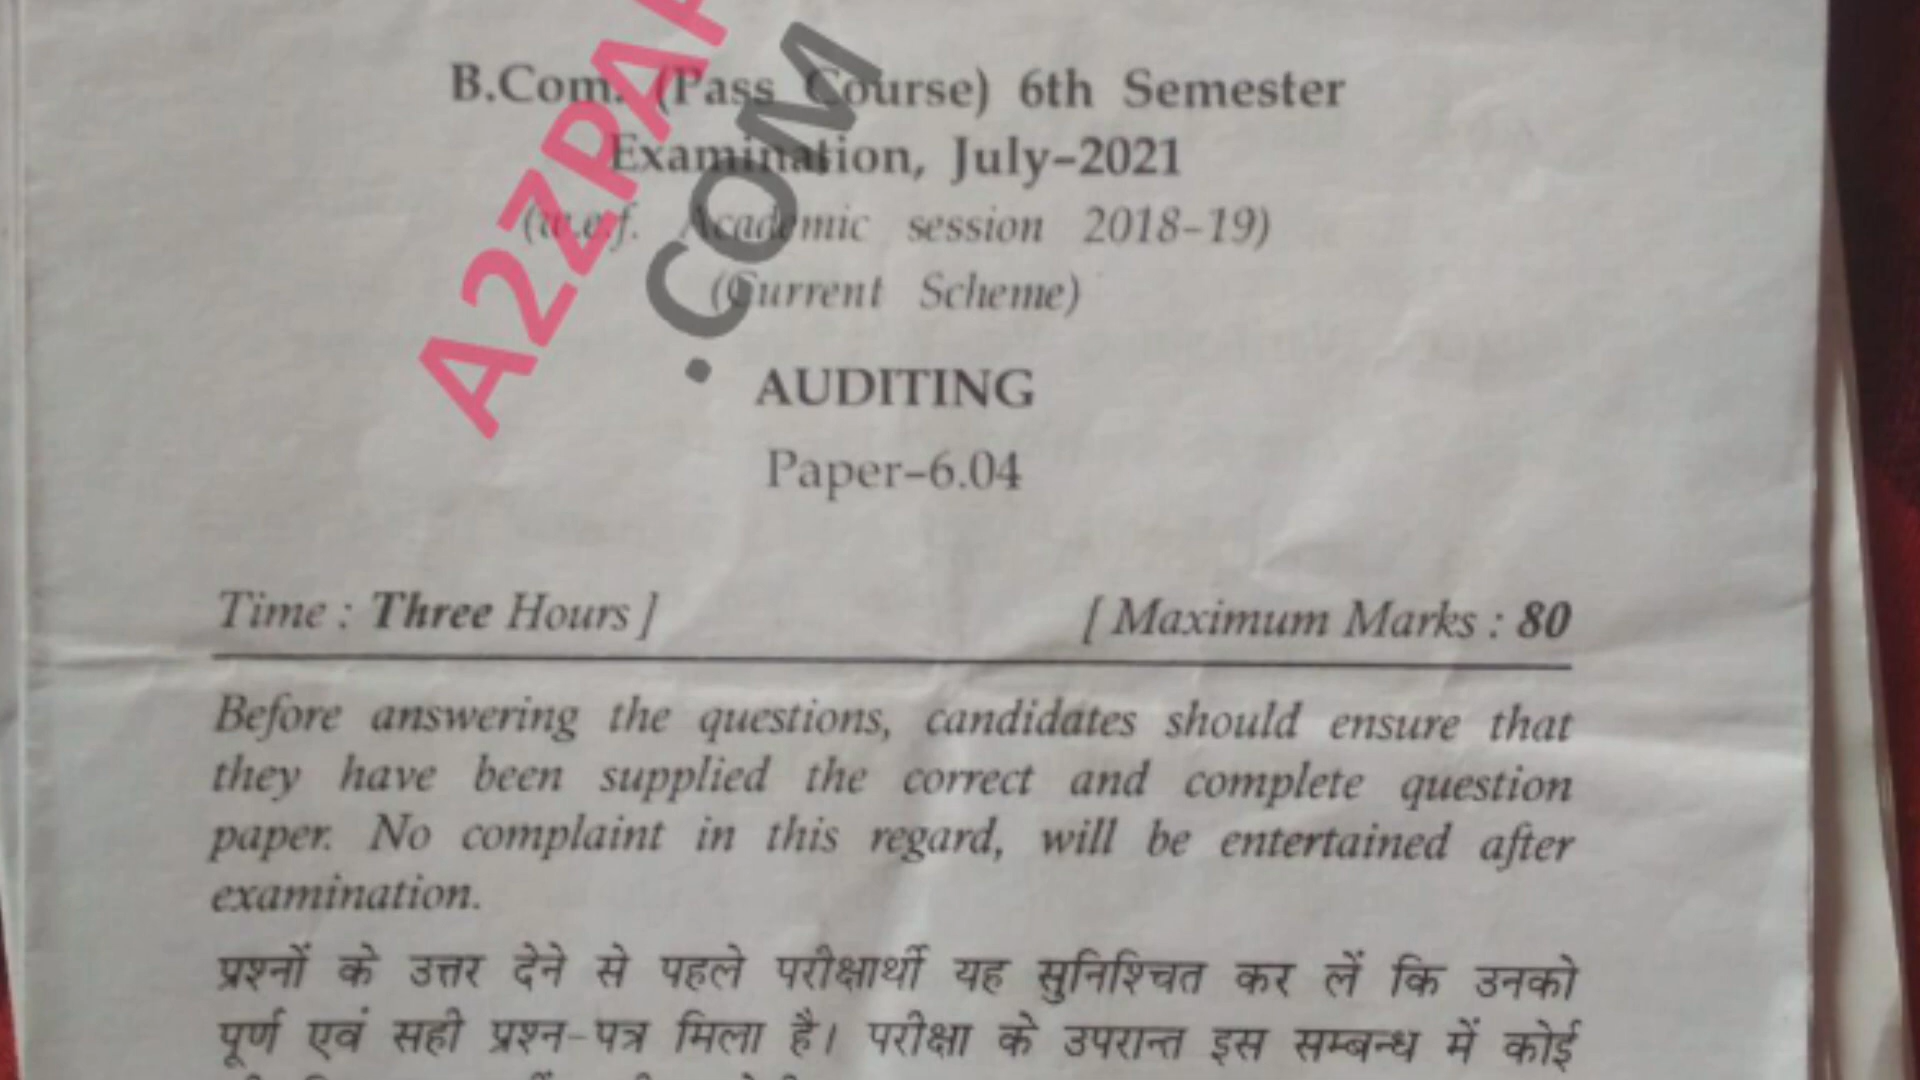 B.Com. (Pass Course) 6th Semester
Examination, July-2021
(w.e.f. Academic session 2018-19)
(Current Scheme)
A2ZPAP
.COM
AUDITING
Paper-6.04
Time : Three Hours ] [ Maximum Marks : 80
Before answering the questions, candidates should ensure that
they have been supplied the correct and complete question
paper. No complaint in this regard, will be entertained after
examination.
प्रश्नों के उत्तर देने से पहले परीक्षार्थी यह सुनिश्चित कर लें कि उनको
पूर्ण एवं सही प्रश्न-पत्र मिला है। परीक्षा के उपरान्त इस सम्बन्ध में कोई